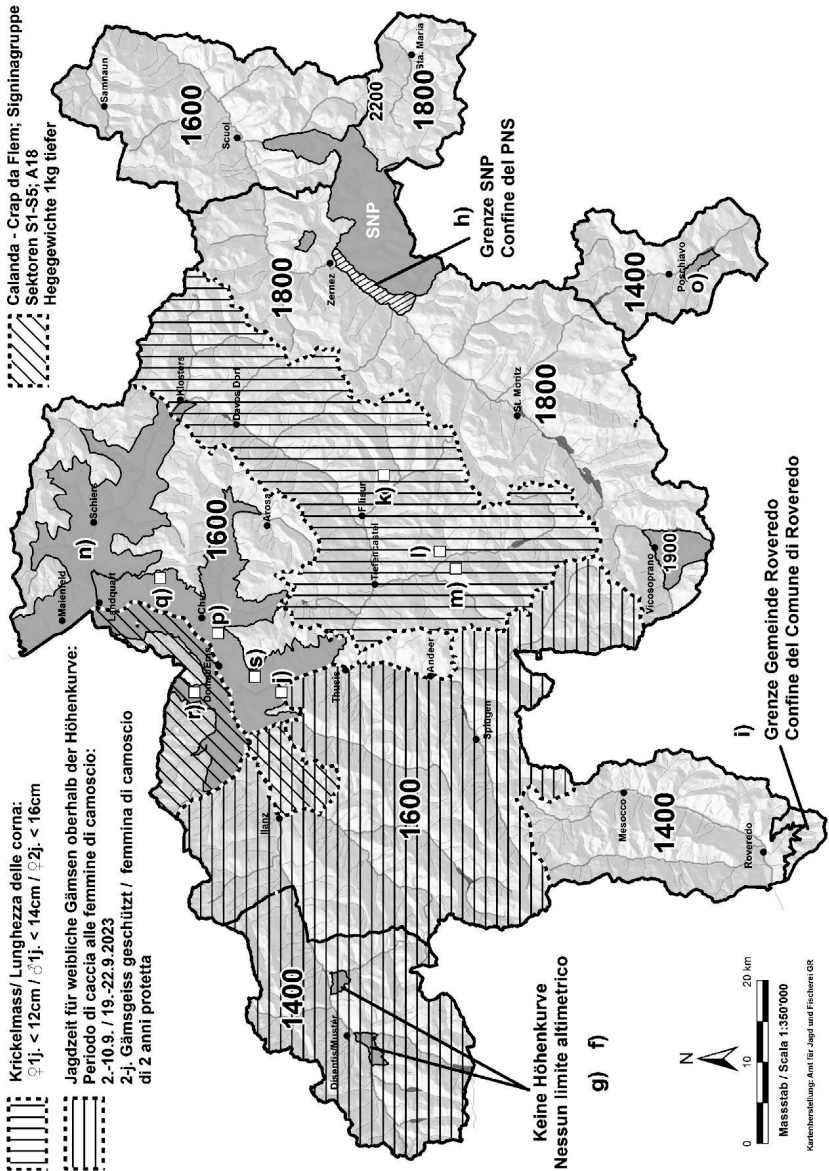 Krickelmass/ Lunghezza delle corna:
♀1j. < 12cm / ♂1j. < 14cm / ♀2j. < 16cm
Jagdzeit für weibliche Gämsen oberhalb der Höhenkurve:
Periodo di caccia alle femmine di camoscio:
2.-10.9. / 19.-22.9.2023
2-j. Gämsgeiss geschützt / femmina di camoscio
di 2 anni protetta
Calanda - Crap da Flem; Signinagruppe
Sektoren S1-S5; A18
Hegegewichte 1kg tiefer
Samnaun
1600
Scuol
2200
1800
Sta. Maria
SNP
h)
Grenze SNP
Confine del PNS
1800
Zernez
Klosters
Davos Dorf
Schiers
n)
Maienfeld
Landquart
q)
1600
Arosa
Chur
p)
Domat/Ems
r)
s)
j)
Filisur
k)
Tiefencastel
l)
m)
St. Moritz
1800
1400
Poschiavo
o)
Vicosoprano
1900
Thusis
Andeer
Splügen
Ilanz
1600
1400
Disentis/Mustér
Mesocco
1400
Roveredo
i)
Grenze Gemeinde Roveredo
Confine del Comune di Roveredo
Keine Höhenkurve
Nessun limite altimetrico
g) f)
N
0 10 20 km
Massstab / Scala 1:350'000
Kartenherstellung: Amt für Jagd und Fischerei GR